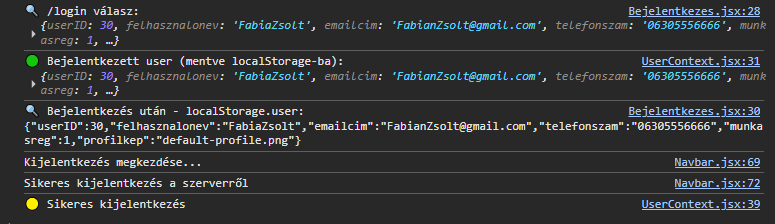 🔍 /login válasz: Bejelentkezes.jsx:28
{userID: 30, felhasznalonev: 'FabiaZsolt', emailcim: 'FabianZsolt@gmail.com', telefonszam: '06305556666', munk
asreg: 1, …}
🟢 Bejelentkezett user (mentve localStorage-ba): UserContext.jsx:31
{userID: 30, felhasznalonev: 'FabiaZsolt', emailcim: 'FabianZsolt@gmail.com', telefonszam: '06305556666', munk
asreg: 1, …}
🔍 Bejelentkezés után - localStorage.user: Bejelentkezes.jsx:30
{"userID":30,"felhasznalonev":"FabiaZsolt","emailcim":"FabianZsolt@gmail.com","telefonszam":"06305556666","munka
sreg":1,"profilkep":"default-profile.png"}
Kijelentkezés megkezdése... Navbar.jsx:69
Sikeres kijelentkezés a szerverről Navbar.jsx:72
🟡 Sikeres kijelentkezés UserContext.jsx:39